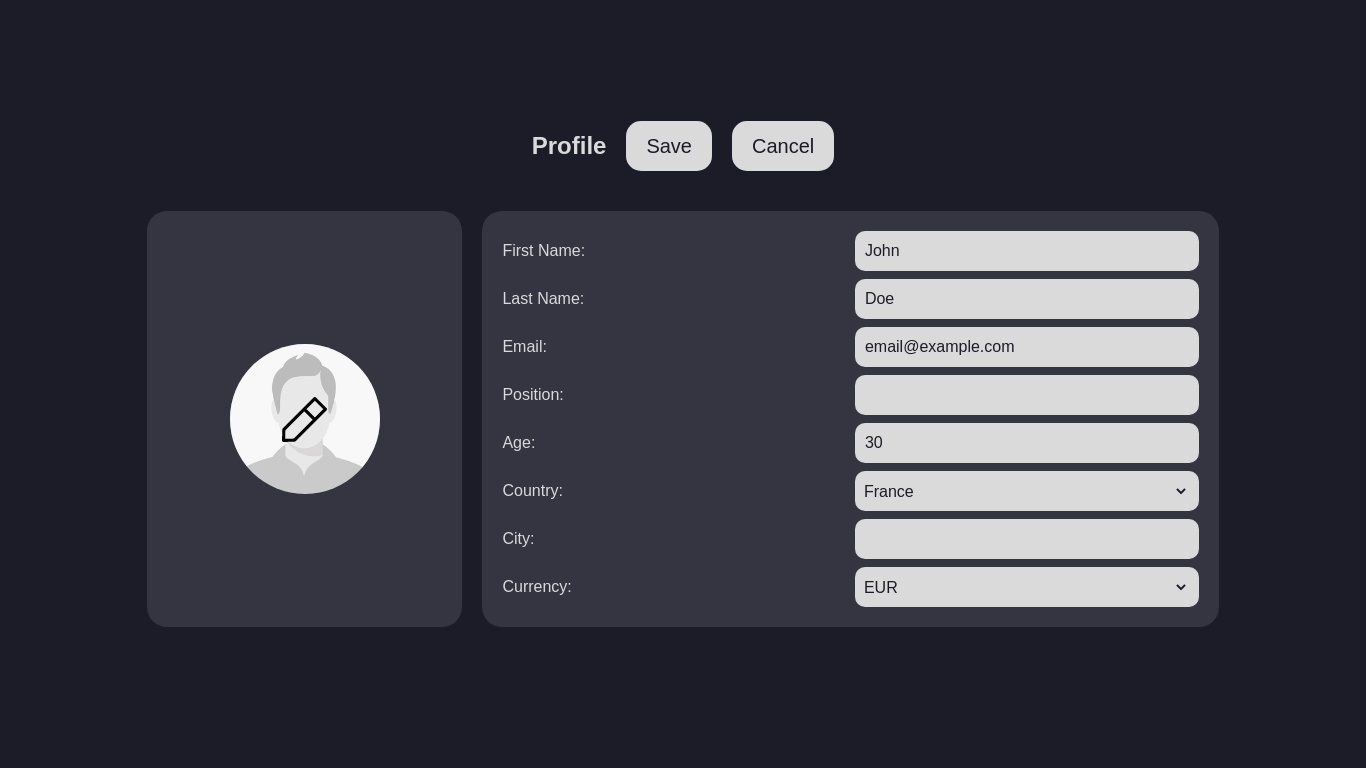 Profile Save Cancel
First Name: John
Last Name: Doe
Email: email@example.com
Position:
Age: 30
Country: France
City:
Currency: EUR